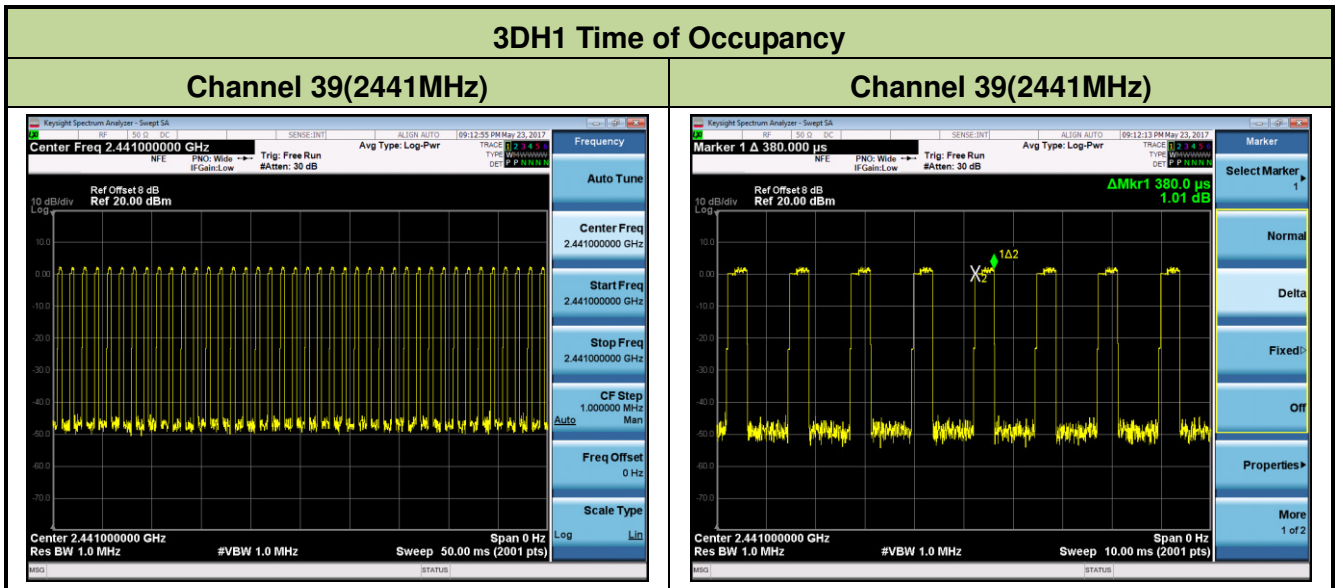 3DH1 Time of Occupancy
Channel 39(2441MHz)
Channel 39(2441MHz)
Keysight Spectrum Analyzer - Swept SA
RF 50 Ω DC SENSE:INT ALIGN AUTO 09:12:55 PM May 23, 2017
Center Freq 2.441000000 GHz
NFE
PNO: Wide
IFGain:Low
Trig: Free Run
#Atten: 30 dB
Avg Type: Log-Pwr
TRACE 1 2 3 4 5 6
TYPE
DET P P N N N N
Ref Offset 8 dB
10 dB/div Ref 20.00 dBm
Log
10.0
0.00
-10.0
-20.0
-30.0
-40.0
-50.0
-60.0
-70.0
Center 2.441000000 GHz Span 0 Hz
Res BW 1.0 MHz #VBW 1.0 MHz Sweep 50.00 ms (2001 pts)
MSG STATUS
Frequency
Auto Tune
Center Freq
2.441000000 GHz
Start Freq
2.441000000 GHz
Stop Freq
2.441000000 GHz
CF Step
1.000000 MHz
Auto Man
Freq Offset
0 Hz
Scale Type
Log Lin
Keysight Spectrum Analyzer - Swept SA
RF 50 Ω DC SENSE:INT ALIGN AUTO 09:12:13 PM May 23, 2017
Marker 1 Δ 380.000 µs
NFE
PNO: Wide
IFGain:Low
Trig: Free Run
#Atten: 30 dB
Avg Type: Log-Pwr
TRACE 1 2 3 4 5 6
TYPE
DET P P N N N N
Ref Offset 8 dB
10 dB/div Ref 20.00 dBm
Log
ΔMkr1 380.0 µs
1.01 dB
10.0
0.00
-10.0
-20.0
-30.0
-40.0
-50.0
-60.0
-70.0
1Δ2
X2
Center 2.441000000 GHz Span 0 Hz
Res BW 1.0 MHz #VBW 1.0 MHz Sweep 10.00 ms (2001 pts)
MSG STATUS
Marker
Select Marker
1
Normal
Delta
Fixed
Off
Properties
More
1 of 2